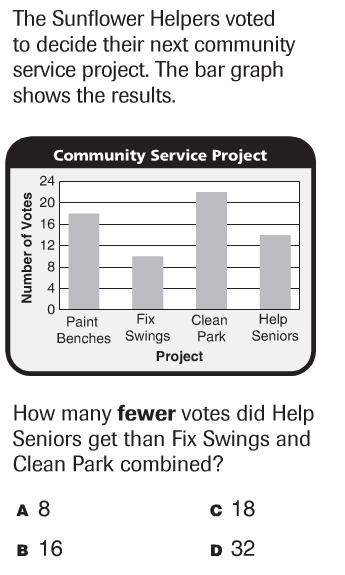 The Sunflower Helpers voted
to decide their next community
service project. The bar graph
shows the results.
Community Service Project
Number of Votes
24
20
16
12
8
4
0
Paint Benches
Fix Swings
Clean Park
Help Seniors
Project
How many fewer votes did Help
Seniors get than Fix Swings and
Clean Park combined?
A 8
C 18
B 16
D 32